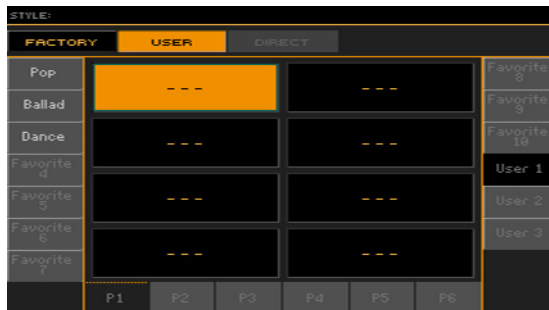 STYLE:
FACTORY USER DIRECT
Pop
Ballad
Dance
Favorite
4
Favorite
5
Favorite
6
Favorite
7
--- ---
--- ---
--- ---
--- ---
Favorite
8
Favorite
9
Favorite
10
User 1
User 2
User 3
P1 P2 P3 P4 P5 P6